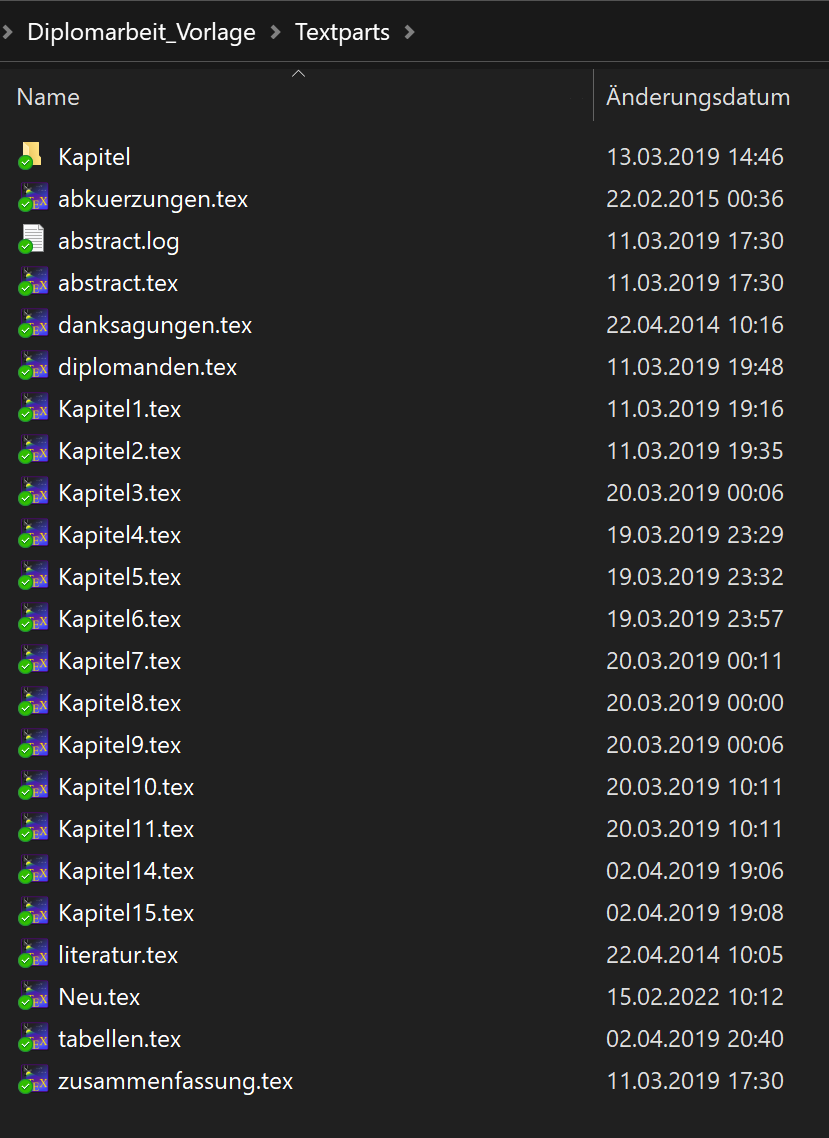 Diplomarbeit_Vorlage Textparts
Name Änderungsdatum
Kapitel 13.03.2019 14:46
abkuerzungen.tex 22.02.2015 00:36
abstract.log 11.03.2019 17:30
abstract.tex 11.03.2019 17:30
danksagungen.tex 22.04.2014 10:16
diplomanden.tex 11.03.2019 19:48
Kapitel1.tex 11.03.2019 19:16
Kapitel2.tex 11.03.2019 19:35
Kapitel3.tex 20.03.2019 00:06
Kapitel4.tex 19.03.2019 23:29
Kapitel5.tex 19.03.2019 23:32
Kapitel6.tex 19.03.2019 23:57
Kapitel7.tex 20.03.2019 00:11
Kapitel8.tex 20.03.2019 00:00
Kapitel9.tex 20.03.2019 00:06
Kapitel10.tex 20.03.2019 10:11
Kapitel11.tex 20.03.2019 10:11
Kapitel14.tex 02.04.2019 19:06
Kapitel15.tex 02.04.2019 19:08
literatur.tex 22.04.2014 10:05
Neu.tex 15.02.2022 10:12
tabellen.tex 02.04.2019 20:40
zusammenfassung.tex 11.03.2019 17:30